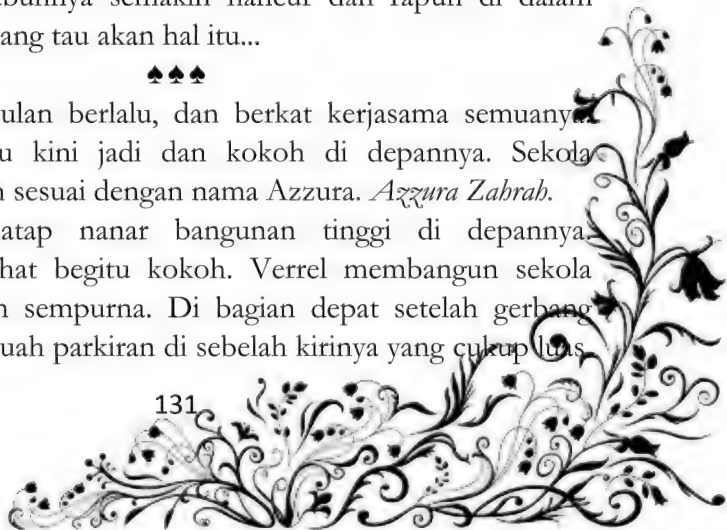 semakin hancur dan rapuh di dalam
ang tau akan hal itu...
♠♠♠
ulan berlalu, dan berkat kerjasama semuanya.
u kini jadi dan kokoh di depannya. Sekola
n sesuai dengan nama Azzura. Azzura Zahrah.
atap nanar bangunan tinggi di depannya.
hat begitu kokoh. Verrel membangun sekola
n sempurna. Di bagian depat setelah gerbang
uah parkiran di sebelah kirinya yang cukup luas.
131